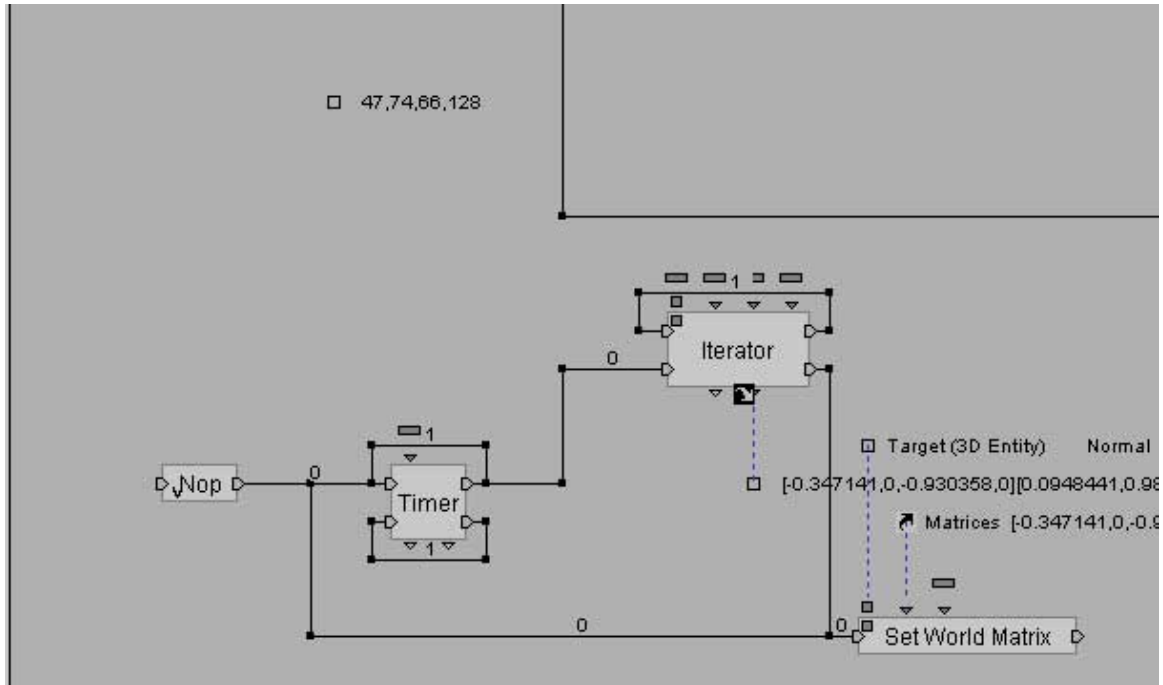 47,74,66,128
1
Iterator
0
1
Target (3D Entity) Normal
0
Nop
Timer
[-0.347141,0,-0.930358,0][0.0948441,0.98
Matrices [-0.347141,0,-0.9
1
0
0
Set World Matrix